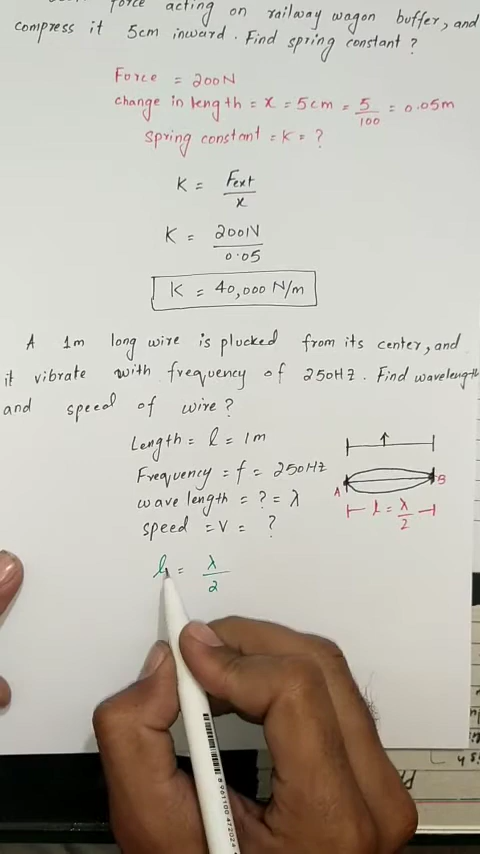 force acting on railway wagon buffer, and
compress it 5cm inward. Find spring constant?
Force = 200N
change in length = x = 5cm = 5/100 = 0.05m
spring constant = K = ?
K = Fext/x
K = 200N/0.05
K = 40,000 N/m
A 1m long wire is plucked from its center, and
it vibrate with frequency of 250HZ. Find wavelength
and speed of wire?
Length = l = 1m
Frequency = f = 250HZ
wave length = ? = λ
speed = V = ?
A B
l = λ/2
l = λ/2
8 961100 472024